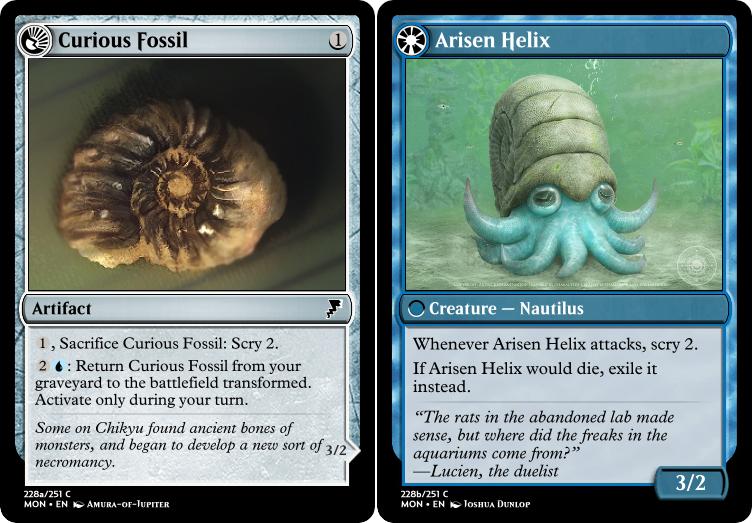 Curious Fossil 1
Artifact
1, Sacrifice Curious Fossil: Scry 2.
2: Return Curious Fossil from your
graveyard to the battlefield transformed.
Activate only during your turn.
Some on Chikyu found ancient bones of
monsters, and began to develop a new sort of
necromancy.
3/2
228a/251 C
MON • EN Amura-of-Jupiter
Arisen Helix
Creature — Nautilus
Whenever Arisen Helix attacks, scry 2.
If Arisen Helix would die, exile it
instead.
"The rats in the abandoned lab made
sense, but where did the freaks in the
aquariums come from?"
—Lucien, the duelist
3/2
228b/251 C
MON • EN Joshua Dunlop